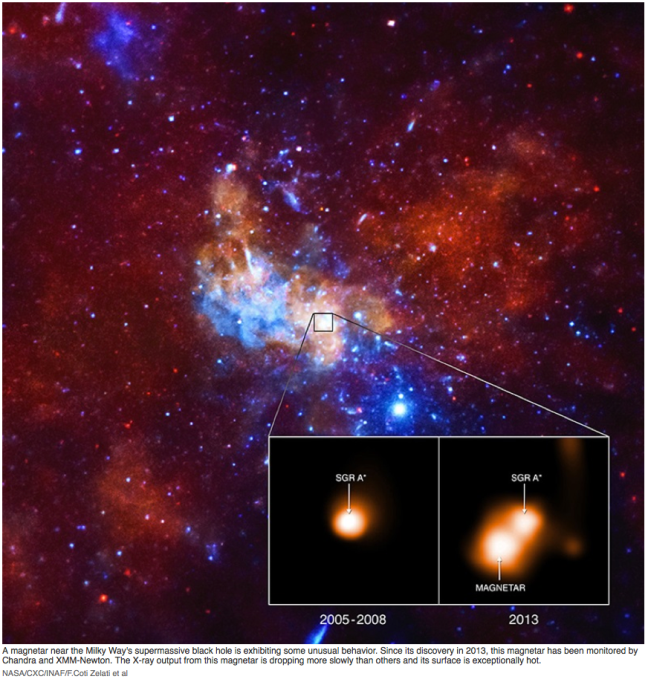 SGR A*
SGR A*
MAGNETAR
2005-2008
2013
A magnetar near the Milky Way's supermassive black hole is exhibiting some unusual behavior. Since its discovery in 2013, this magnetar has been monitored by
Chandra and XMM-Newton. The X-ray output from this magnetar is dropping more slowly than others and its surface is exceptionally hot.
NASA/CXC/INAF/F.Coti Zelati et al